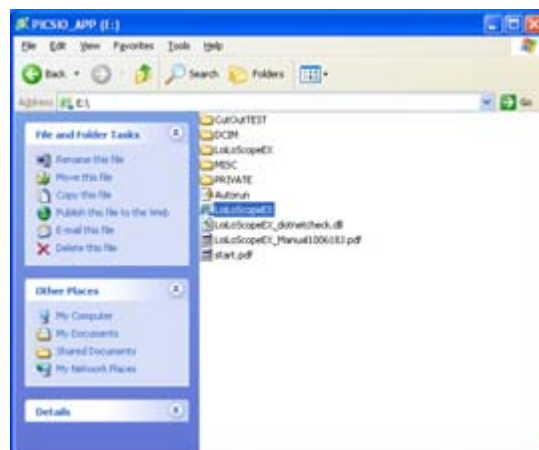 PICSIO_APP (E:)
File Edit View Favorites Tools Help
Back Search Folders
Address E:\ Go
File and Folder Tasks
Rename this file
Move this file
Copy this file
Publish this file to the Web
E-mail this file
Delete this file
Other Places
My Computer
My Documents
Shared Documents
My Network Places
Details
CutOutTEST
DCIM
LoiLoScopeEX
MISC
PRIVATE
Autorun
LoiLoScopeEX
LoiLoScopeEX_dotnetcheck.dll
LoiLoScopeEX_Manual1006183.pdf
start.pdf